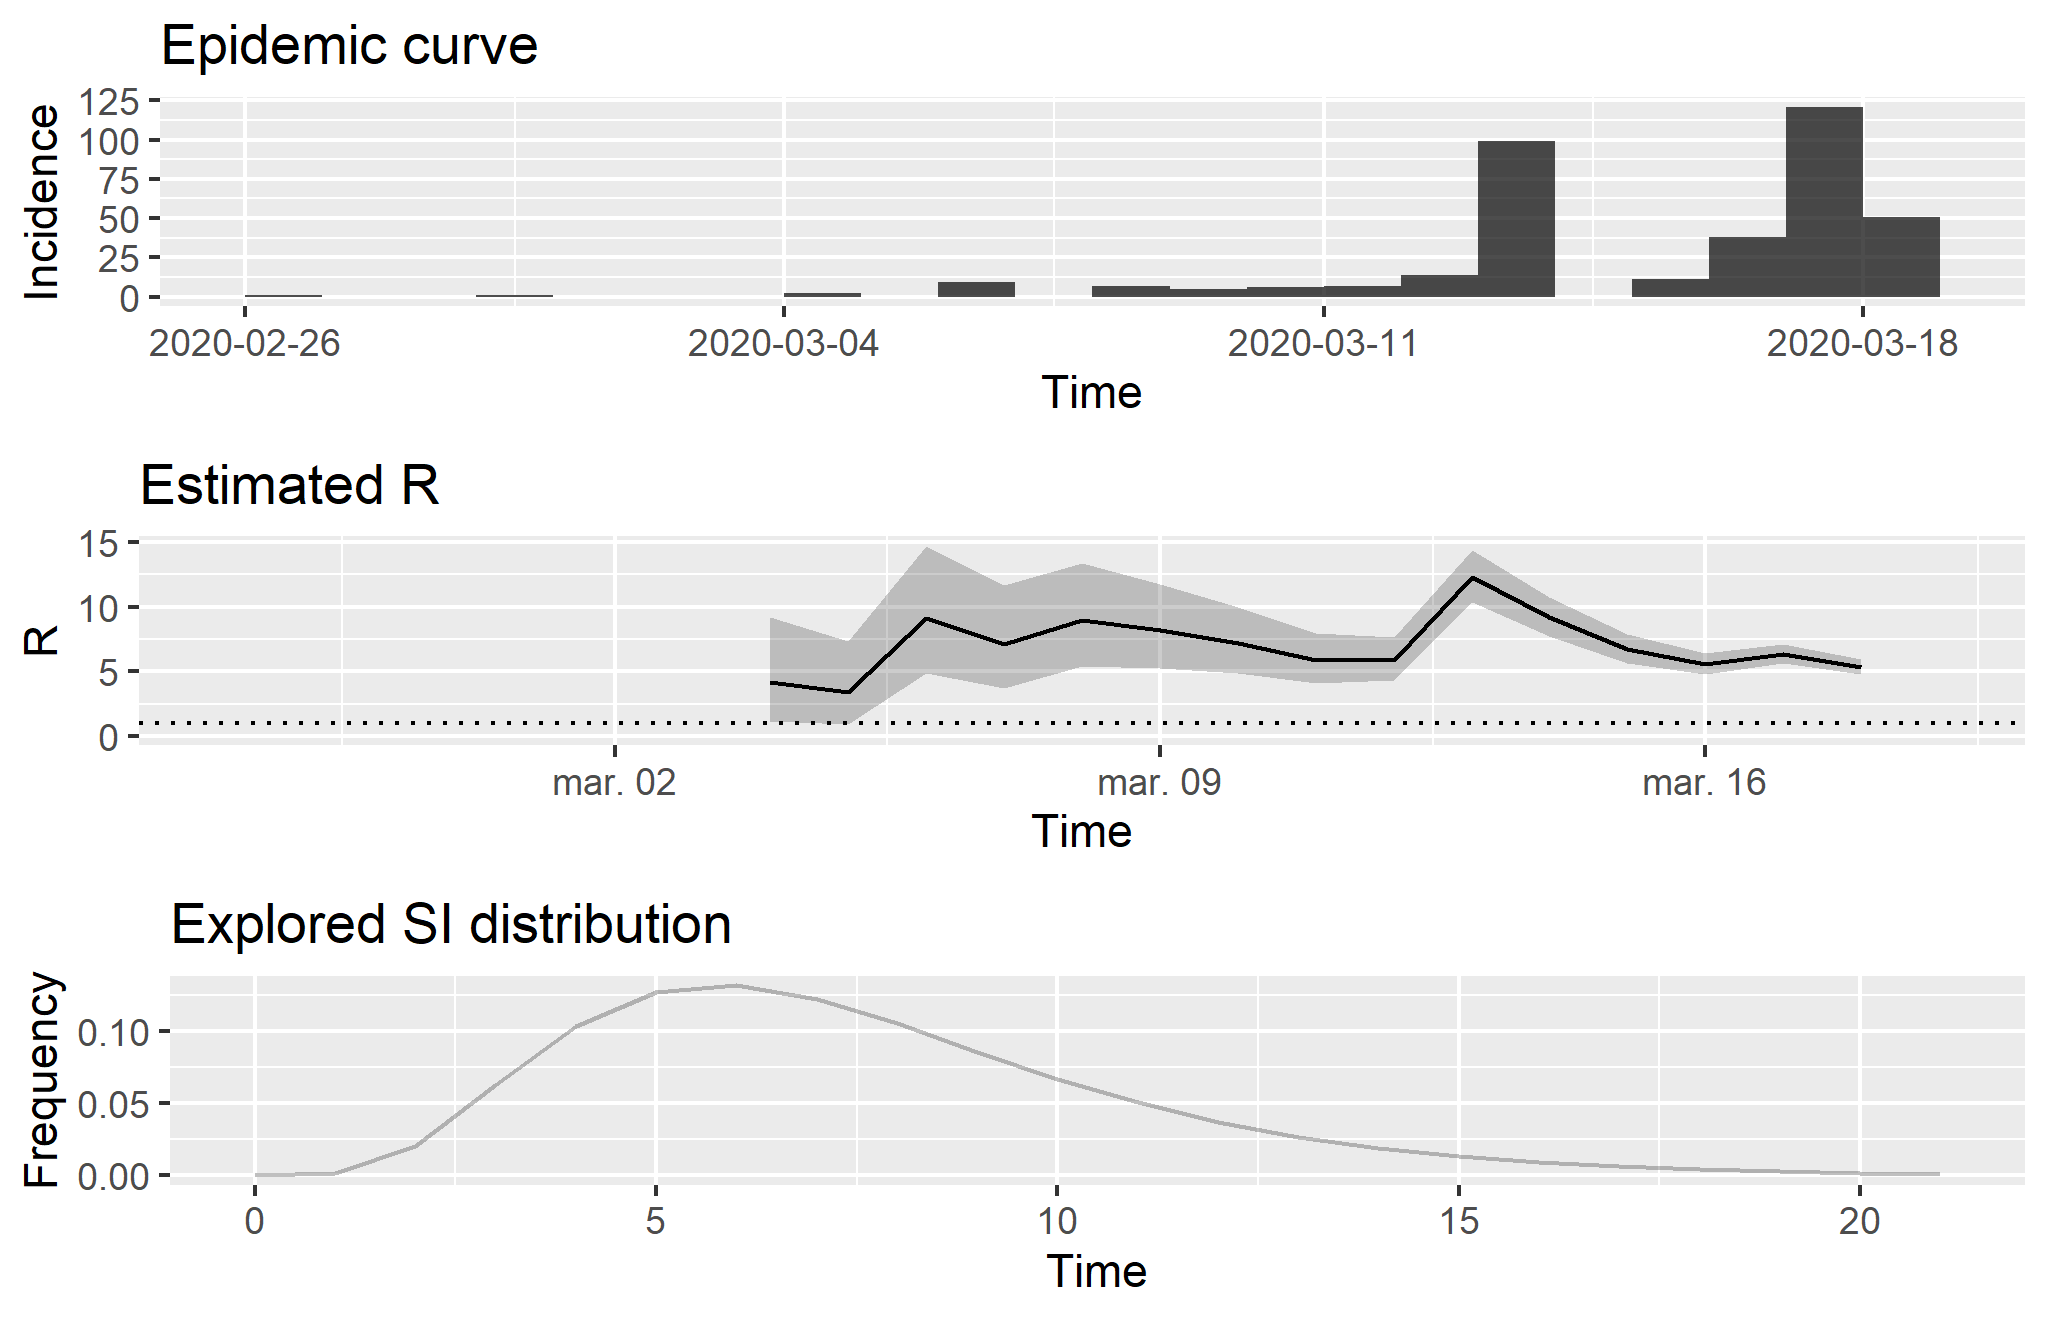 Epidemic curve
125
100
75
50
25
0
Incidence
2020-02-26 2020-03-04 2020-03-11 2020-03-18
Time
Estimated R
15
10
5
0
R
mar. 02 mar. 09 mar. 16
Time
Explored SI distribution
0.10
0.05
0.00
Frequency
0 5 10 15 20
Time